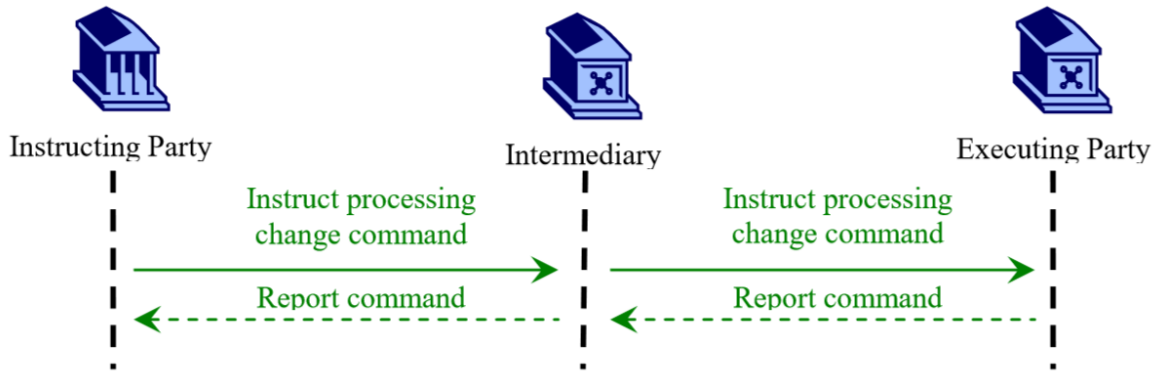 Instructing Party
Intermediary
Executing Party
Instruct processing
change command
Instruct processing
change command
Report command
Report command